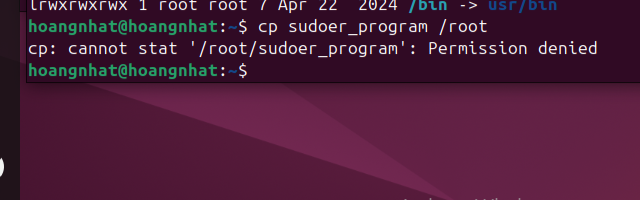 lrwxrwxrwx 1 root root 7 Apr 22  2024 /bin -> usr/bin
hoangnhat@hoangnhat:~$ cp sudoer_program /root
cp: cannot stat '/root/sudoer_program': Permission denied
hoangnhat@hoangnhat:~$